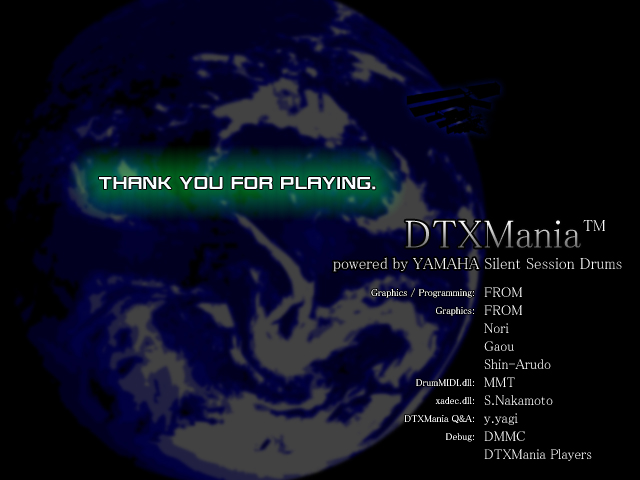 THANK YOU FOR PLAYING.
DTXMania™
powered by YAMAHA Silent Session Drums
Graphics / Programming: FROM
Graphics: FROM
Nori
Gaou
Shin-Arudo
DrumMIDI.dll: MMT
xadec.dll: S.Nakamoto
DTXMania Q&A: y.yagi
Debug: DMMC
DTXMania Players